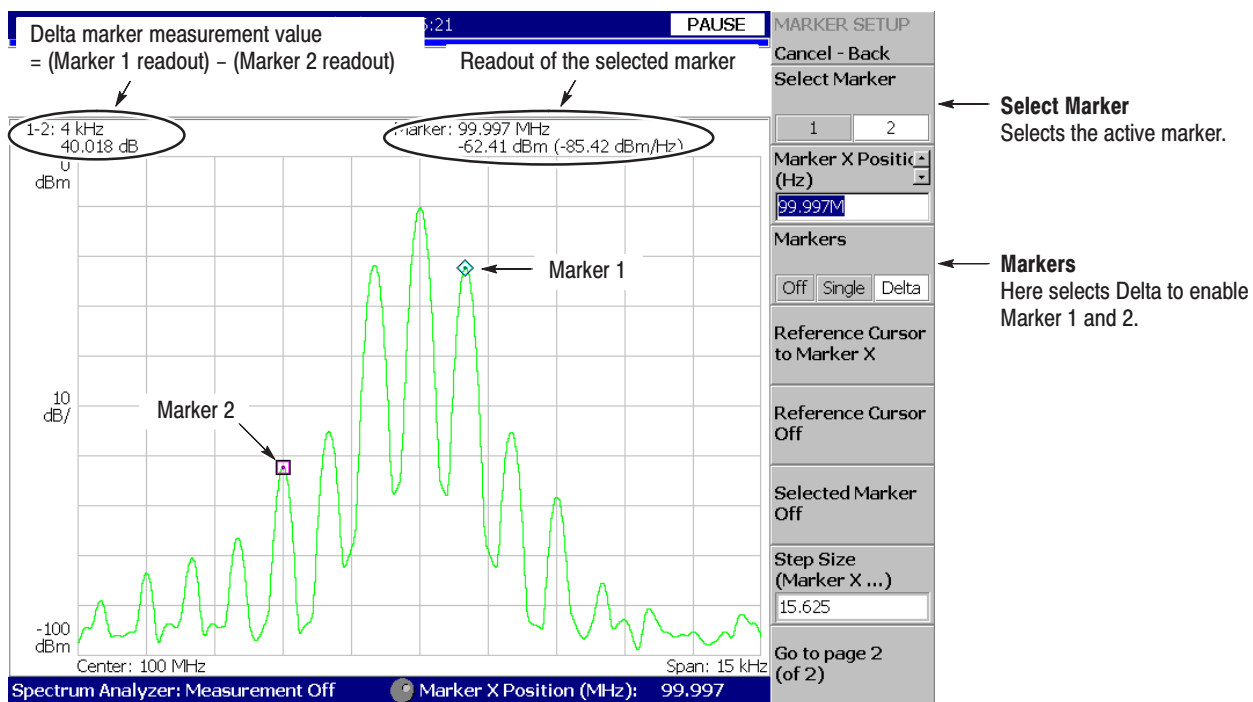 5:21
PAUSE
MARKER SETUP
Delta marker measurement value
= (Marker 1 readout) – (Marker 2 readout)
Readout of the selected marker
Cancel - Back
Select Marker
1 2
Select Marker
Selects the active marker.
1-2: 4 kHz
40.018 dB
Marker: 99.997 MHz
-62.41 dBm (-85.42 dBm/Hz)
0
dBm
Marker X Positic
(Hz)
99.997M
Markers
Off Single Delta
Markers
Here selects Delta to enable
Marker 1 and 2.
Marker 1
Reference Cursor
to Marker X
10
dB/
Marker 2
Reference Cursor
Off
Selected Marker
Off
Step Size
(Marker X ...)
15.625
-100
dBm
Center: 100 MHz
Span: 15 kHz
Go to page 2
(of 2)
Spectrum Analyzer: Measurement Off
Marker X Position (MHz): 99.997